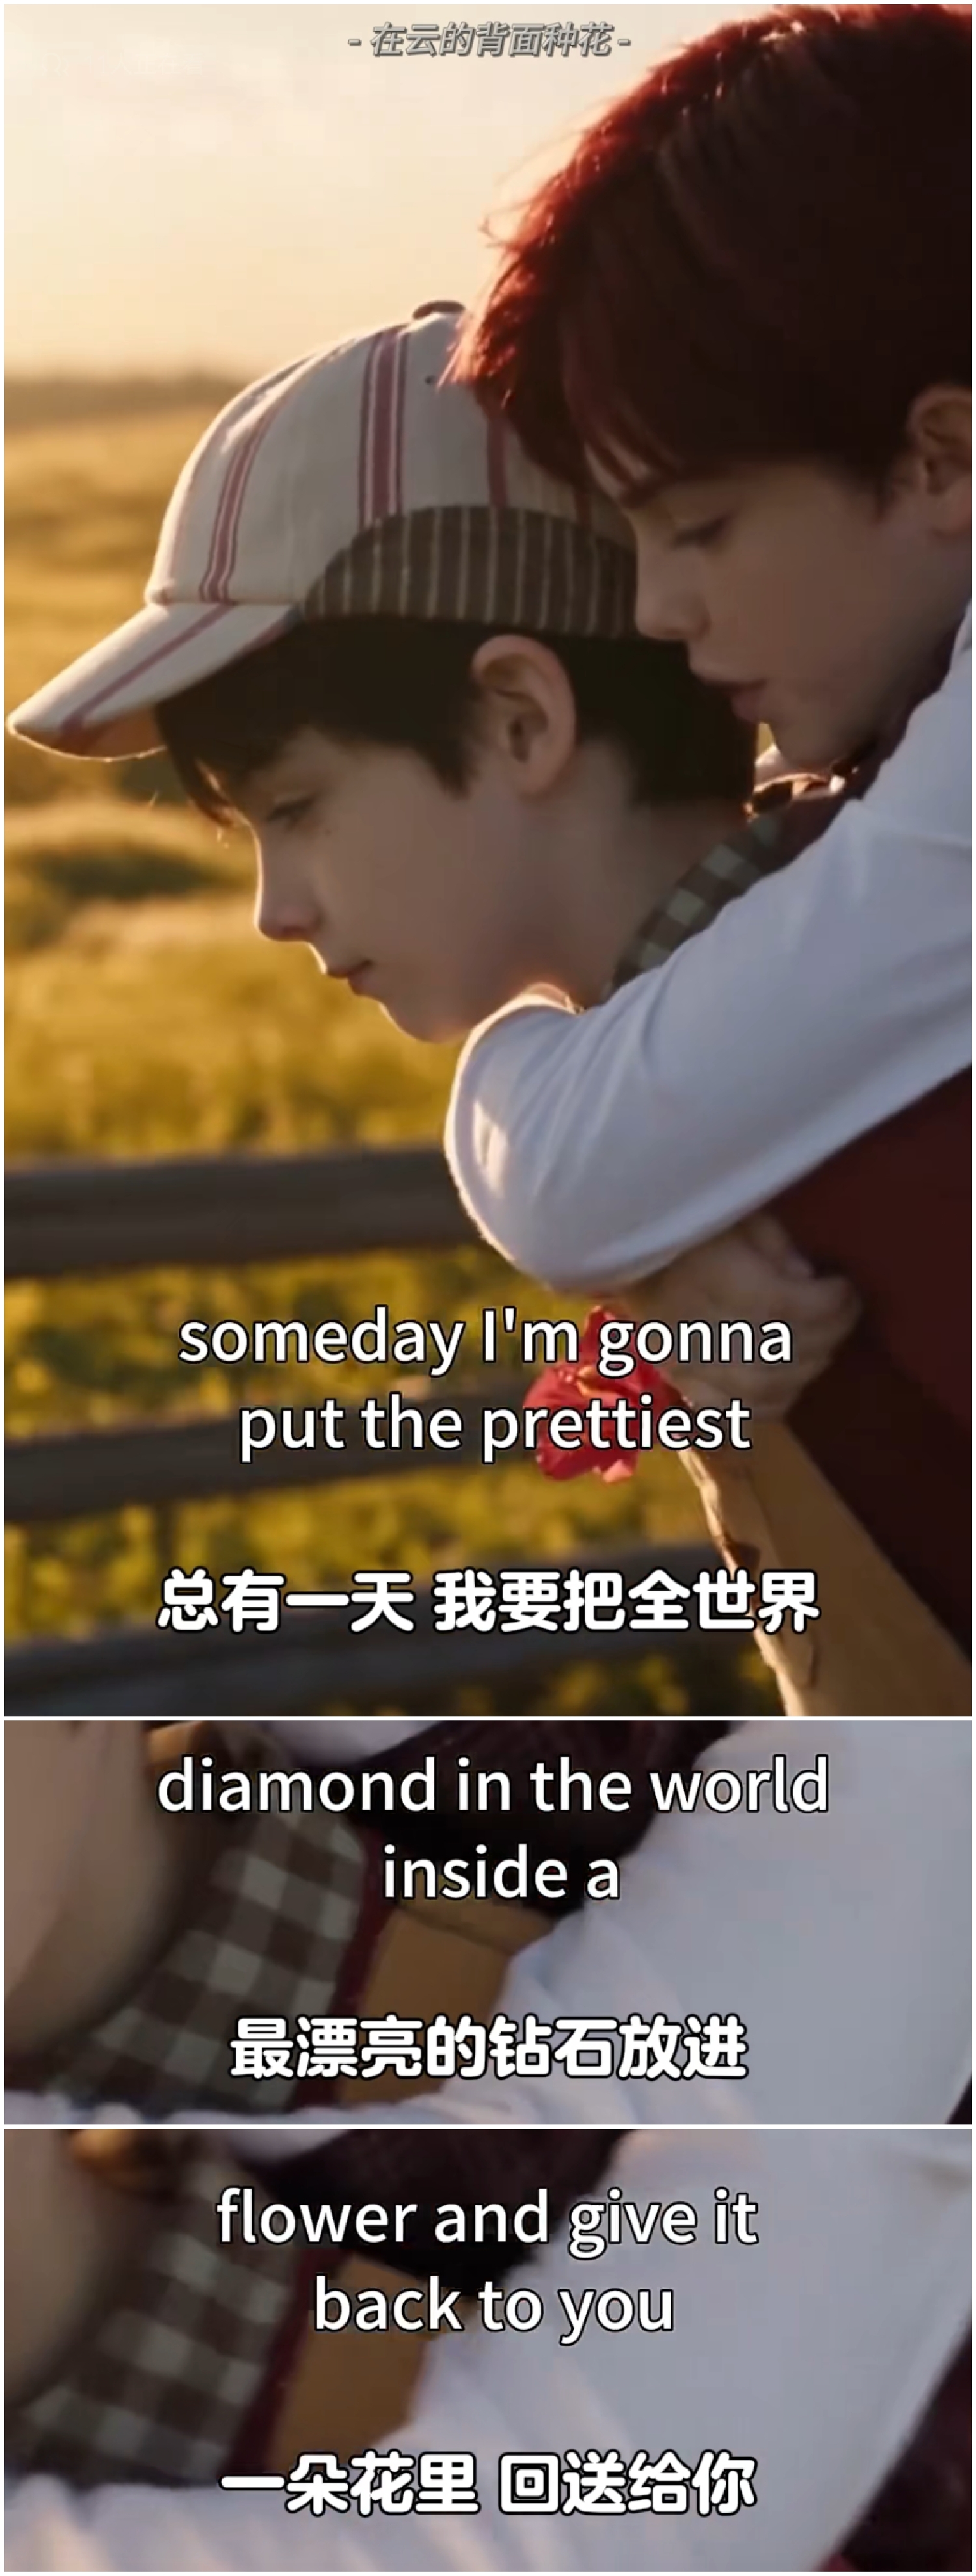 - 在云的背面种花 -
someday I'm gonna
put the prettiest
总有一天 我要把全世界
diamond in the world
inside a
最漂亮的钻石放进
flower and give it
back to you
一朵花里 回送给你